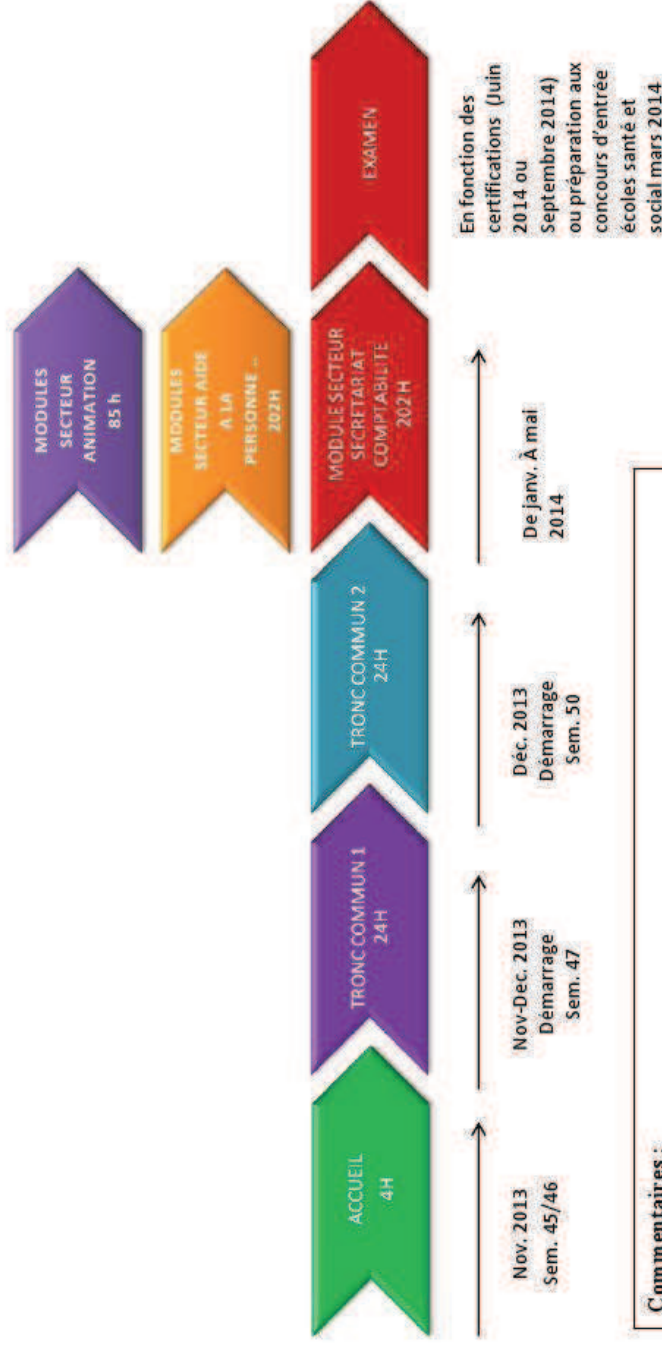 MODULES
SECTEUR
ANIMATION
85 h
MODULES
SECTEUR AIDE
A LA
PERSONNE ..
202H
ACCUEIL
4H
TRONC COMMUN 1
24H
TRONC COMMUN 2
24H
MODULE SECTEUR
SECRETARIAT
COMPTABILITE
202 H
EXAMEN
Nov. 2013
Sem. 45/46
Nov-Dec. 2013
Démarrage
Sem. 47
Déc. 2013
Démarrage
Sem. 50
De janv. À mai
2014
En fonction des
certifications (Juin
2014 ou
Septembre 2014)
ou préparation aux
concours d'entrée
écoles santé et
social mars 2014
Commentaires :